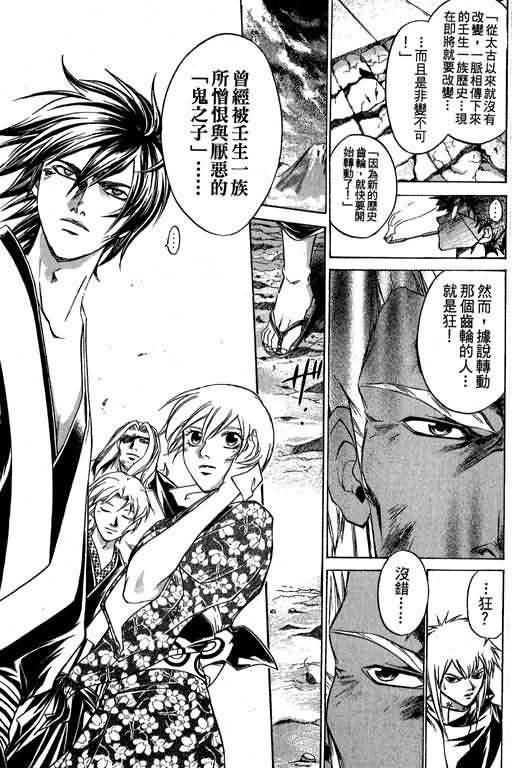 「從太古以來就沒有
改變，一脈相傳下來
的壬生一族歷史…現
在即將就要改變…
…而且是非變不可
！」
「因為新的歷史
齒輪，就快要開
始轉動了！」
…
然而，據說轉動
那個齒輪的人…
就是狂！
…狂？
沒錯……
曾經被壬生一族
所憎恨與厭惡的
「鬼之子」……
…